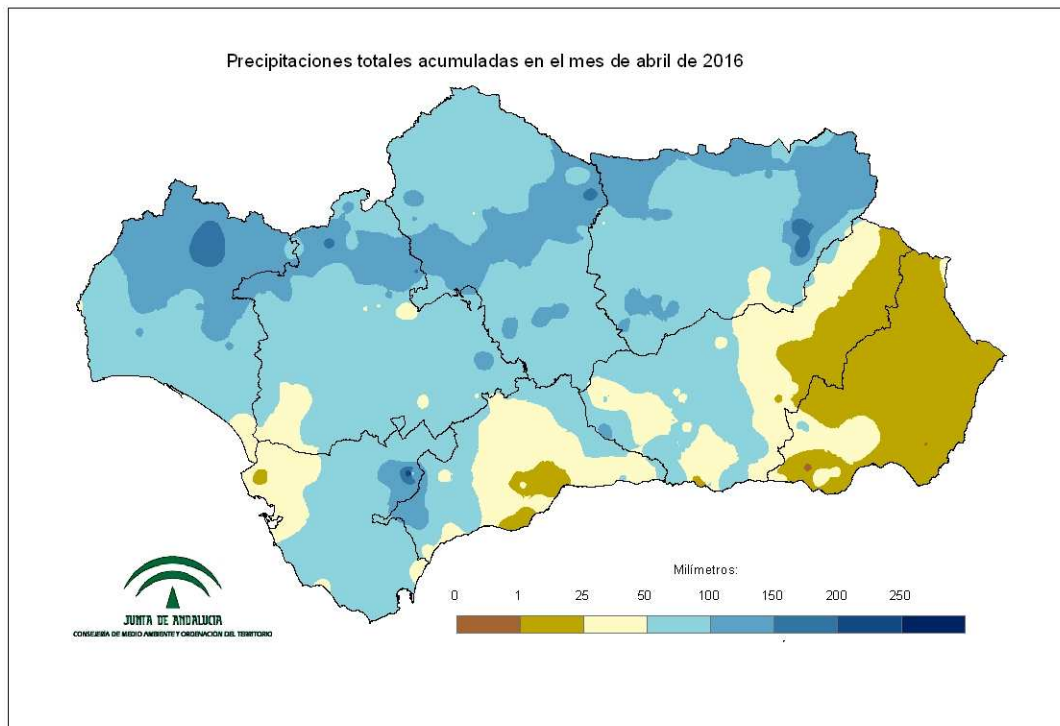 Precipitaciones totales acumuladas en el mes de abril de 2016
Milímetros:
0 1 25 50 100 150 200 250
JUNTA DE ANDALUCIA
CONSEJERÍA DE MEDIO AMBIENTE Y ORDENACIÓN DEL TERRITORIO